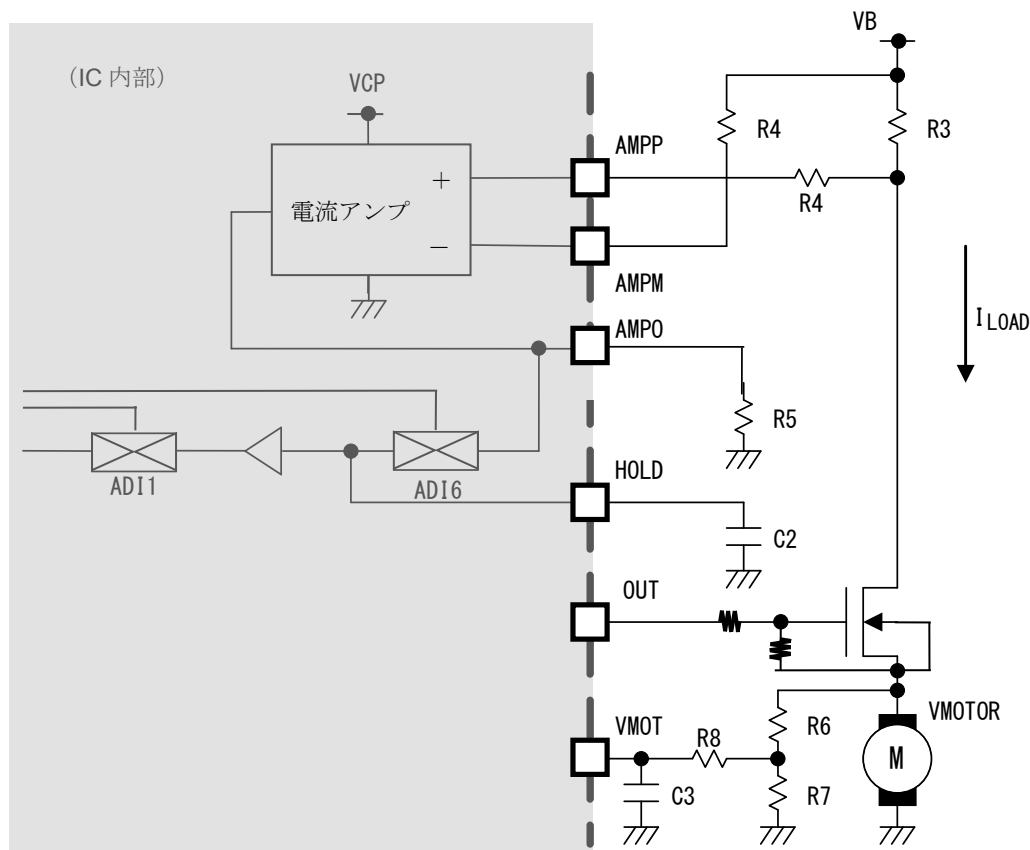 VB
(IC 内部)
VCP
R4
R3
AMPP
+
電流アンプ
R4
−
AMPM
AMPO
I LOAD
R5
HOLD
ADI1
ADI6
C2
OUT
VMOT
R8
R6
VMOTOR
M
C3
R7